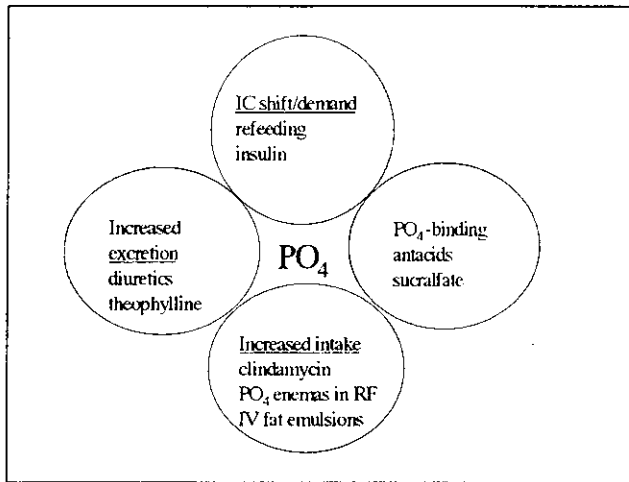 IC shift/demand
refeeding
insulin
Increased
excretion
diuretics
theophylline
PO₄
PO₄-binding
antacids
sucralfate
Increased intake
clindamycin
PO₄ enemas in RF
IV fat emulsions